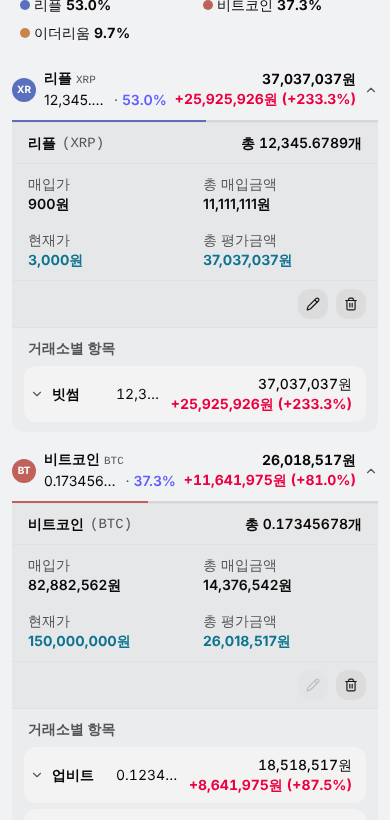 리플 53.0% 비트코인 37.3%
이더리움 9.7%
XR 리플 XRP 37,037,037원
12,345.... · 53.0% +25,925,926원 (+233.3%)
리플 (XRP) 총 12,345.6789개
매입가 총 매입금액
900원 11,111,111원
현재가 총 평가금액
3,000원 37,037,037원
거래소별 항목
빗썸 12,3... 37,037,037원
+25,925,926원 (+233.3%)
BT 비트코인 BTC 26,018,517원
0.173456... · 37.3% +11,641,975원 (+81.0%)
비트코인 (BTC) 총 0.17345678개
매입가 총 매입금액
82,882,562원 14,376,542원
현재가 총 평가금액
150,000,000원 26,018,517원
거래소별 항목
업비트 0.1234... 18,518,517원
+8,641,975원 (+87.5%)